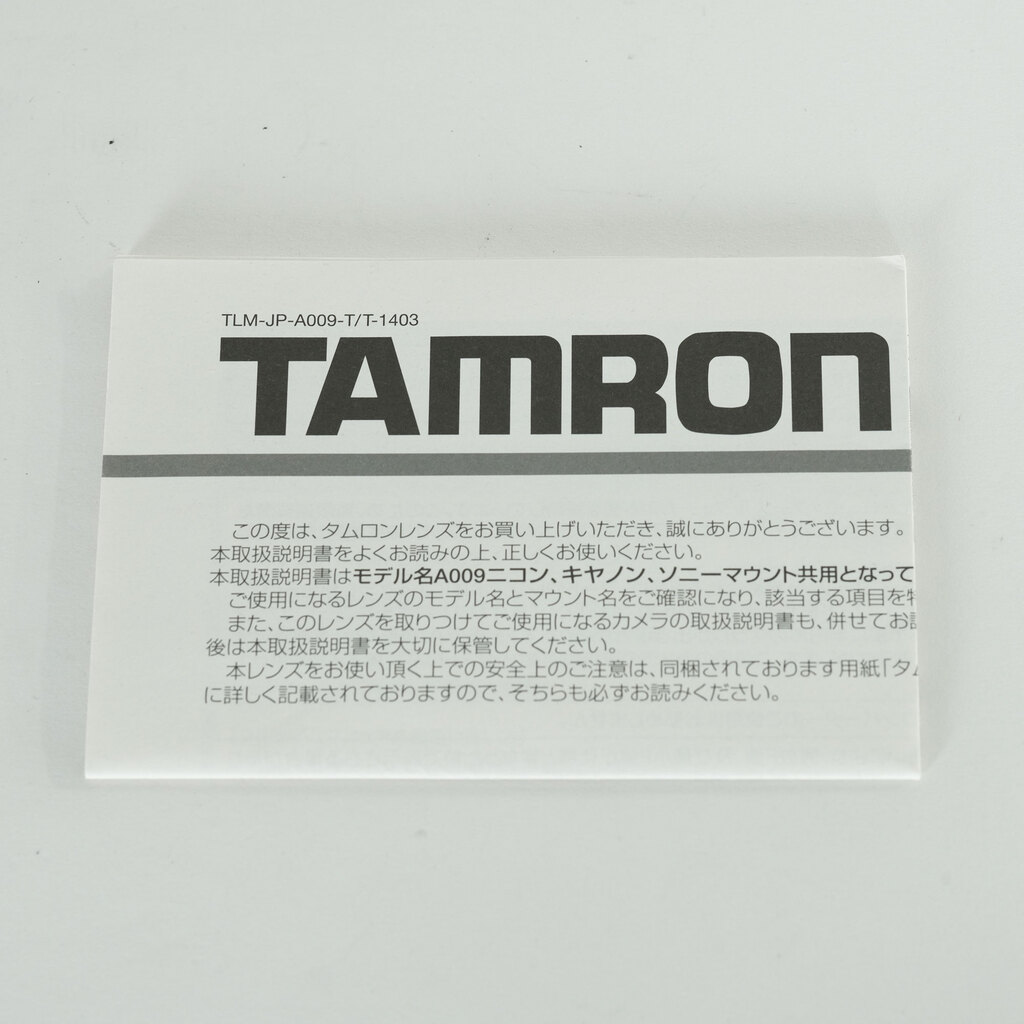 TLM-JP-A009-T/T-1403
TAMRON
この度は、タムロンレンズをお買い上げいただき、誠にありがとうございます。
本取扱説明書をよくお読みの上、正しくお使いください。
本取扱説明書はモデル名A009ニコン、キヤノン、ソニーマウント共用となって
ご使用になるレンズのモデル名とマウント名をご確認になり、該当する項目を
また、このレンズを取りつけてご使用になるカメラの取扱説明書も、併せてお
後は本取扱説明書を大切に保管してください。
本レンズをお使い頂く上での安全上のご注意は、同梱されております用紙「タ
に詳しく記載されておりますので、そちらも必ずお読みください。